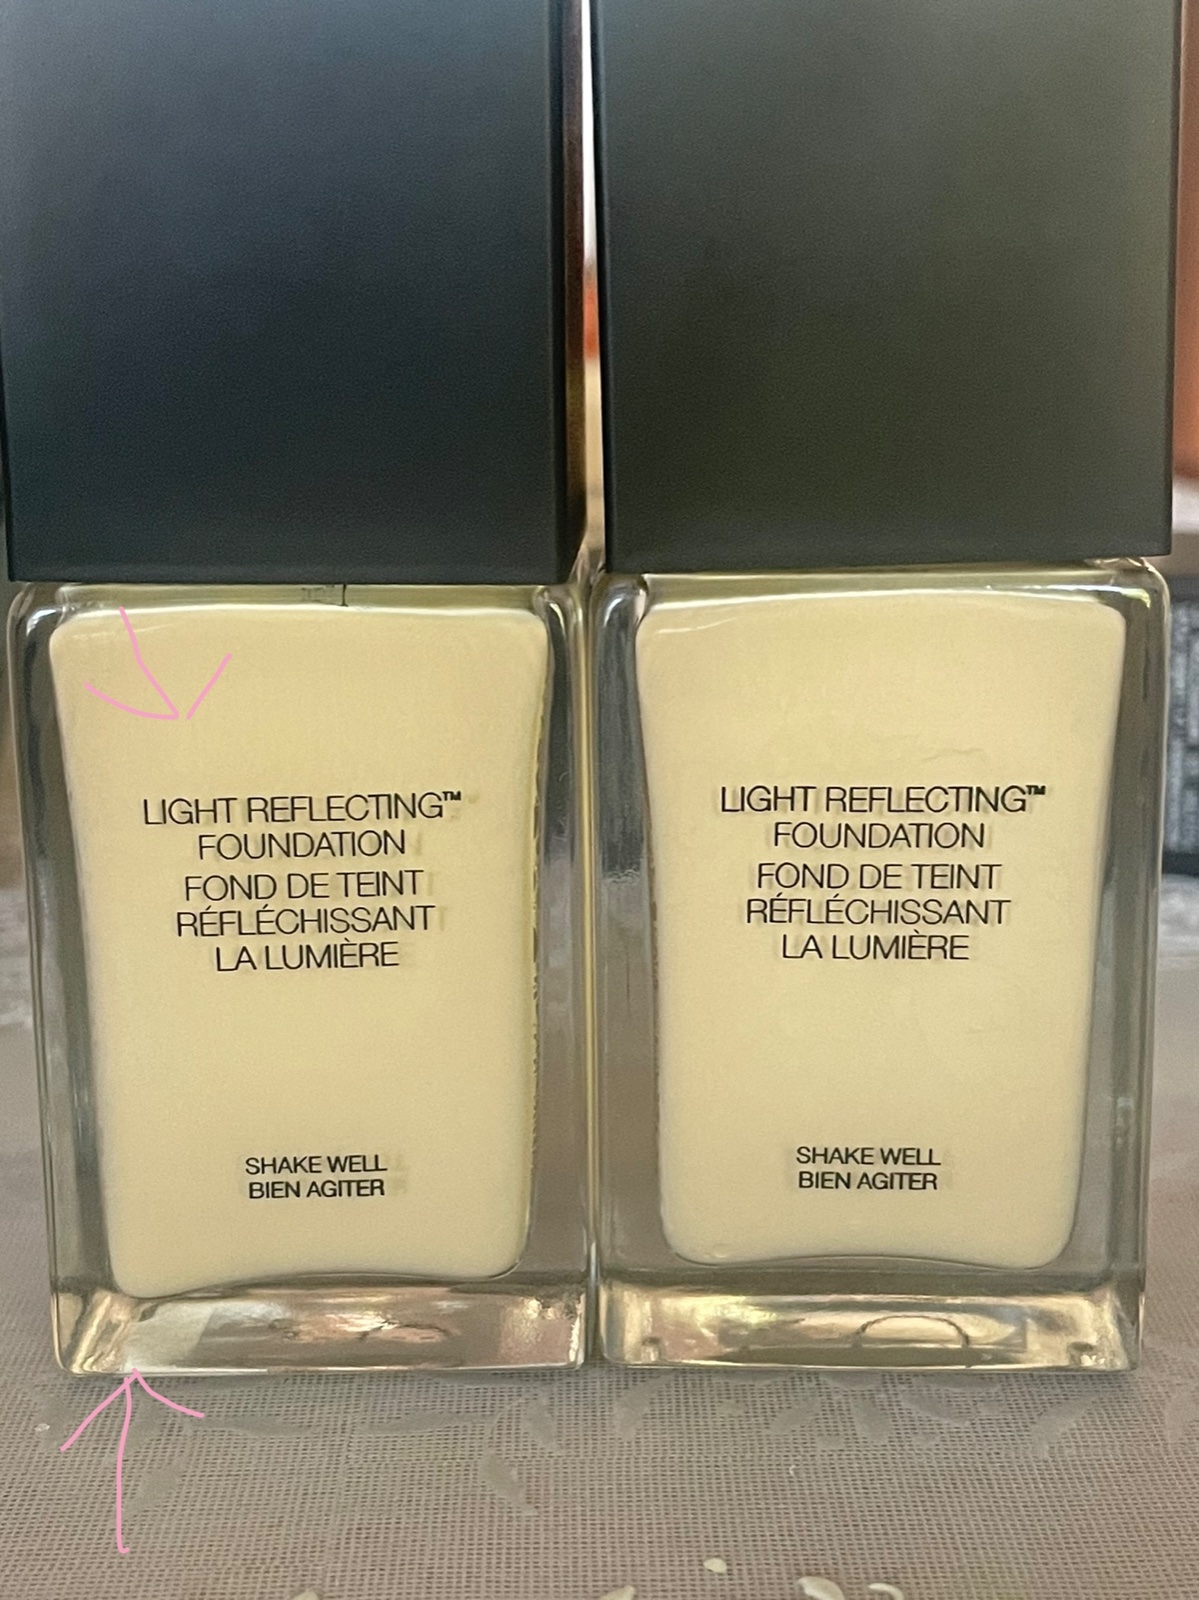 LIGHT REFLECTING™
FOUNDATION
FOND DE TEINT
RÉFLÉCHISSANT
LA LUMIÈRE
SHAKE WELL
BIEN AGITER
LIGHT REFLECTING™
FOUNDATION
FOND DE TEINT
RÉFLÉCHISSANT
LA LUMIÈRE
SHAKE WELL
BIEN AGITER